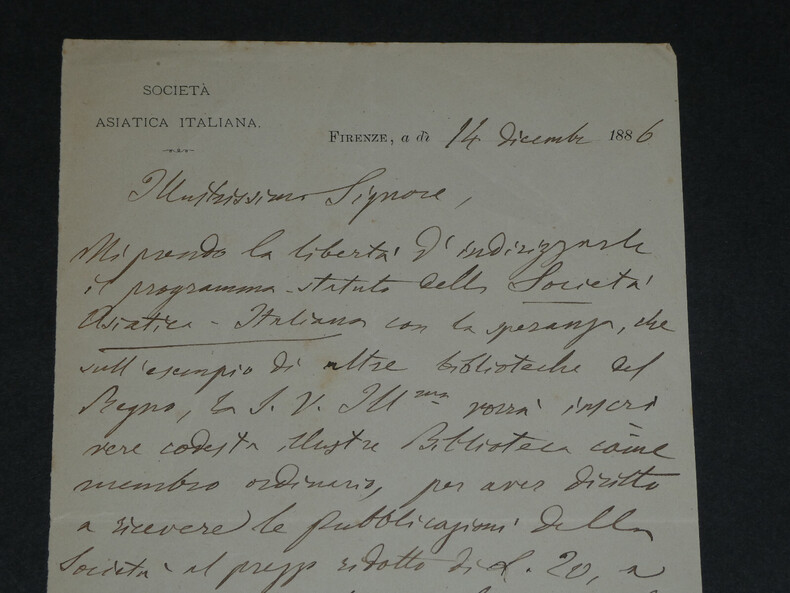 SOCIETÀ
ASIATICA ITALIANA.
FIRENZE, a dì 14 dicembre 1886
Illustrissimo Signore,
Mi prendo la libertà d'indirizzarle
il programma-statuto della Società
Asiatica-Italiana con la speranza, che
sull'esempio di altre biblioteche del
Regno, la S. V. Ill.ma vorrà inscri
vere codesta illustre Biblioteca come
membro ordinario, per aver diritto
a ricevere le pubblicazioni della
Società al prezzo ridotto di L. 20, a